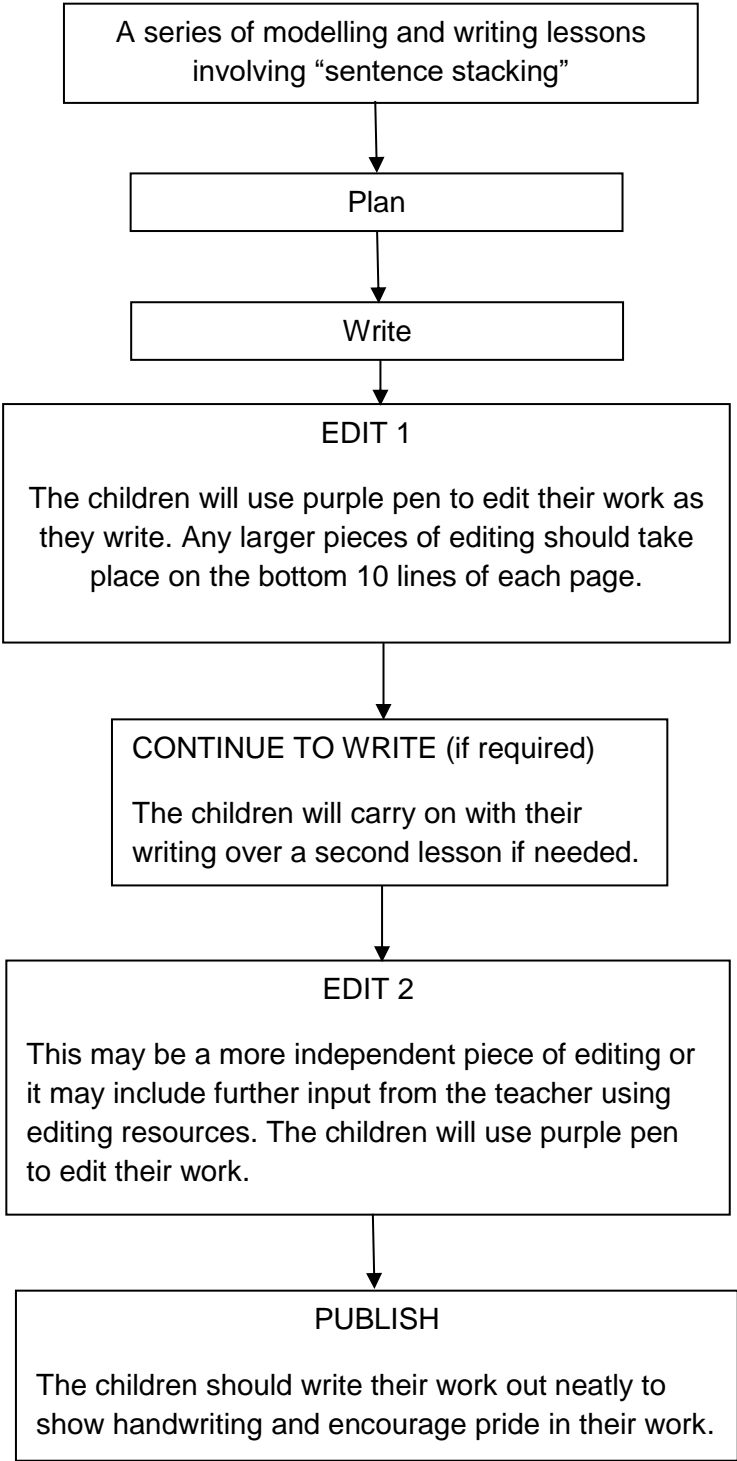 A series of modelling and writing lessons
involving “sentence stacking”
Plan
Write
EDIT 1
The children will use purple pen to edit their work as
they write. Any larger pieces of editing should take
place on the bottom 10 lines of each page.
CONTINUE TO WRITE (if required)
The children will carry on with their
writing over a second lesson if needed.
EDIT 2
This may be a more independent piece of editing or
it may include further input from the teacher using
editing resources. The children will use purple pen
to edit their work.
PUBLISH
The children should write their work out neatly to
show handwriting and encourage pride in their work.